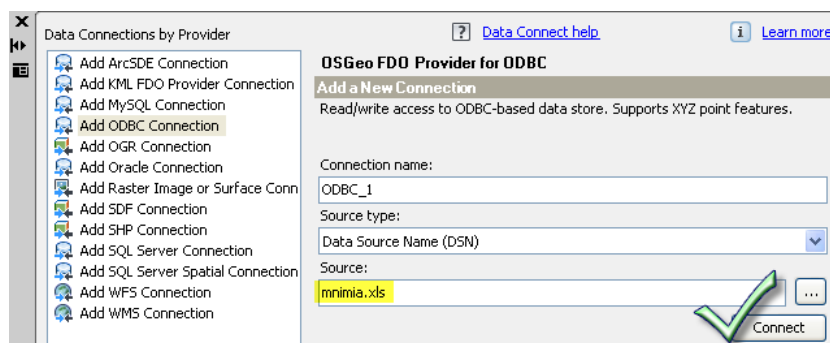 Data Connections by Provider
Add ArcSDE Connection
Add KML FDO Provider Connection
Add MySQL Connection
Add ODBC Connection
Add OGR Connection
Add Oracle Connection
Add Raster Image or Surface Conn
Add SDF Connection
Add SHP Connection
Add SQL Server Connection
Add SQL Server Spatial Connection
Add WFS Connection
Add WMS Connection
? Data Connect help
i Learn more
OSGeo FDO Provider for ODBC
Add a New Connection
Read/write access to ODBC-based data store. Supports XYZ point features.
Connection name:
ODBC_1
Source type:
Data Source Name (DSN)
Source:
mnimia.xls
...
Connect